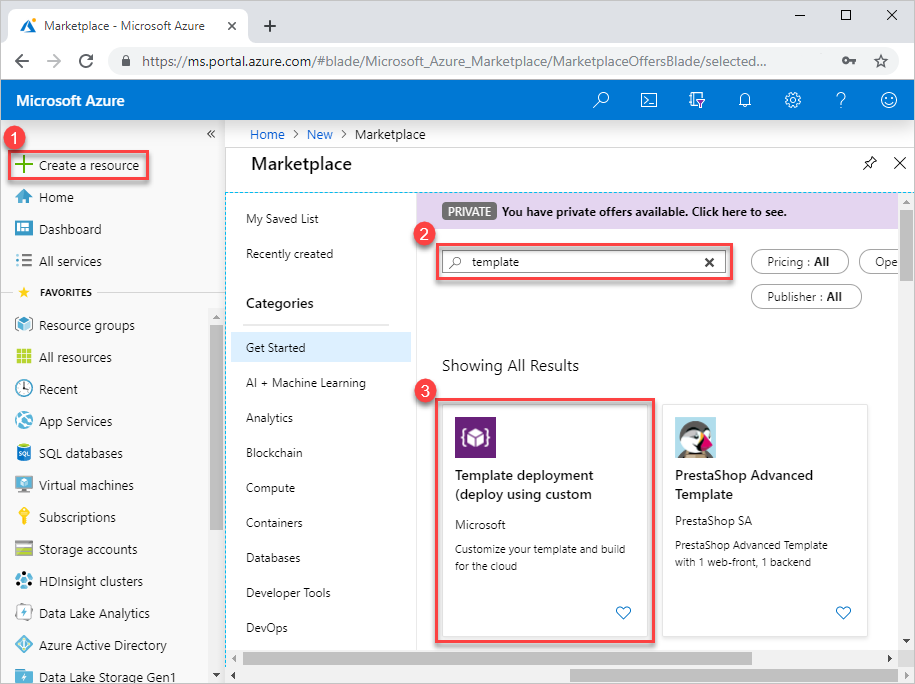 Marketplace - Microsoft Azure
https://ms.portal.azure.com/#blade/Microsoft_Azure_Marketplace/MarketplaceOffersBlade/selected...
Microsoft Azure
1
Create a resource
Home
Dashboard
All services
FAVORITES
Resource groups
All resources
Recent
App Services
SQL databases
Virtual machines
Subscriptions
Storage accounts
HDInsight clusters
Data Lake Analytics
Azure Active Directory
Data Lake Storage Gen1
Home > New > Marketplace
Marketplace
My Saved List
Recently created
Categories
Get Started
AI + Machine Learning
Analytics
Blockchain
Compute
Containers
Databases
Developer Tools
DevOps
PRIVATE You have private offers available. Click here to see.
2
template
Pricing : All
Ope
Publisher : All
Showing All Results
3
Template deployment
(deploy using custom
Microsoft
Customize your template and build
for the cloud
PrestaShop Advanced
Template
PrestaShop SA
PrestaShop Advanced Template
with 1 web-front, 1 backend